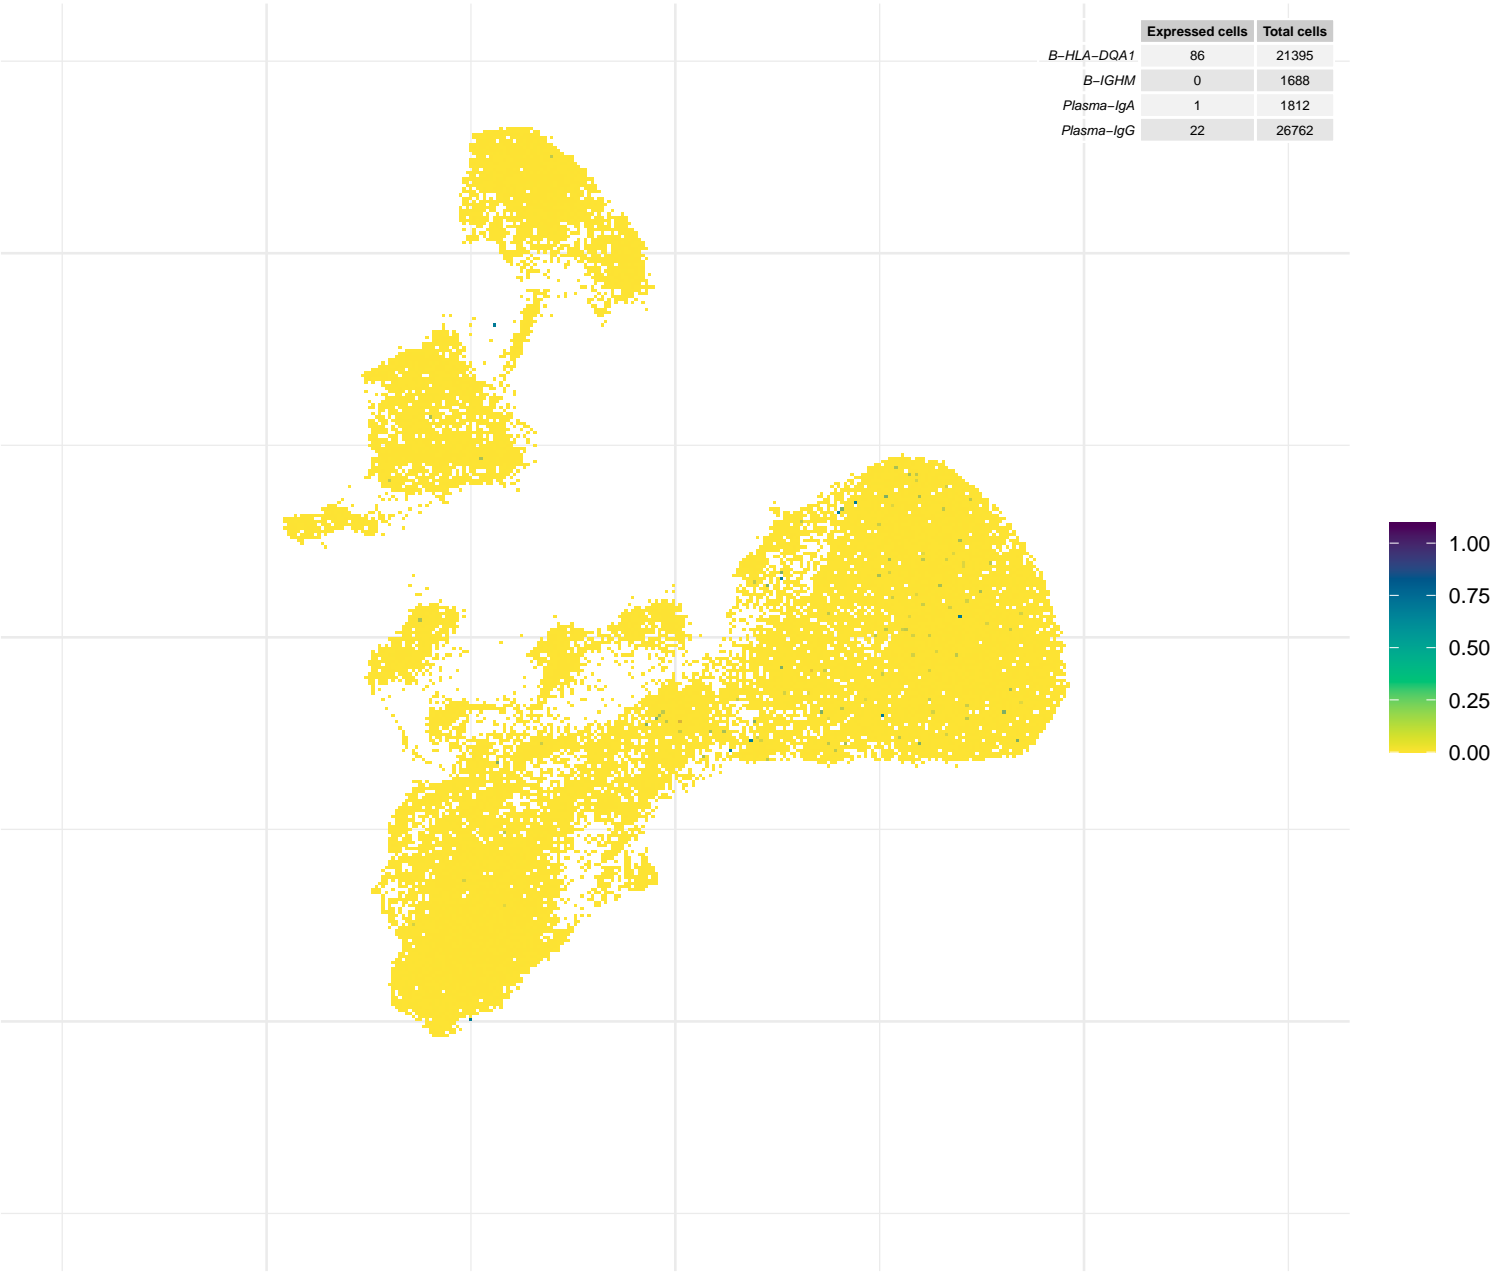 Expressed cells Total cells
B−HLA−DQA1 86 21395
B−IGHM 0 1688
Plasma−IgA 1 1812
Plasma−IgG 22 26762
1.00
0.75
0.50
0.25
0.00